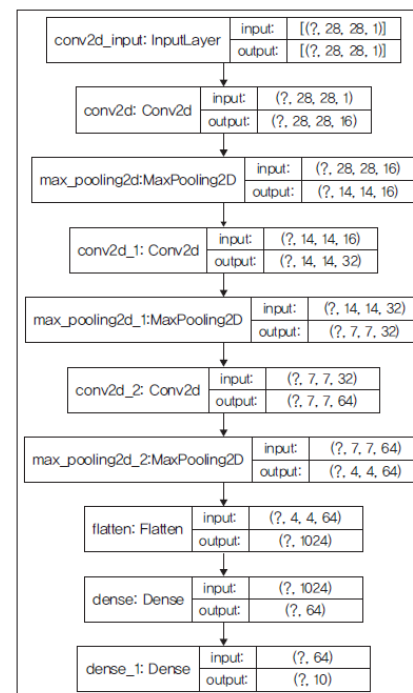 conv2d_input: InputLayer
input: [(?, 28, 28, 1)]
output: [(?, 28, 28, 1)]
conv2d: Conv2d
input: (?, 28, 28, 1)
output: (?, 28, 28, 16)
max_pooling2d:MaxPooling2D
input: (?, 28, 28, 16)
output: (?, 14, 14, 16)
conv2d_1: Conv2d
input: (?, 14, 14, 16)
output: (?, 14, 14, 32)
max_pooling2d_1:MaxPooling2D
input: (?, 14, 14, 32)
output: (?, 7, 7, 32)
conv2d_2: Conv2d
input: (?, 7, 7, 32)
output: (?, 7, 7, 64)
max_pooling2d_2:MaxPooling2D
input: (?, 7, 7, 64)
output: (?, 4, 4, 64)
flatten: Flatten
input: (?, 4, 4, 64)
output: (?, 1024)
dense: Dense
input: (?, 1024)
output: (?, 64)
dense_1: Dense
input: (?, 64)
output: (?, 10)